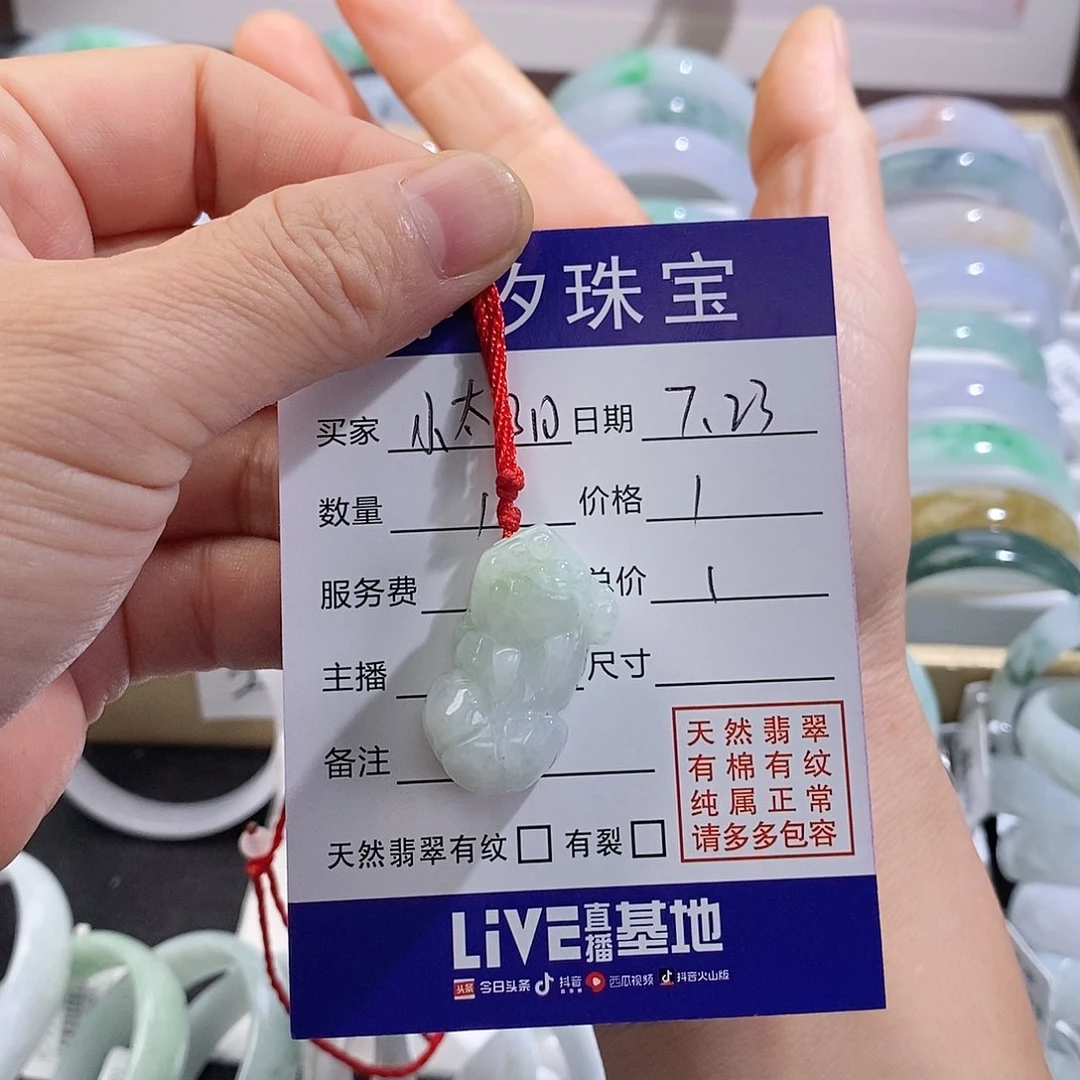 汐珠宝
买家 小太 日期 7.23
数量 1 价格 1
服务费 总价 1
主播 尺寸
备注
天然翡翠
有棉有纹
纯属正常
请多多包容
天然翡翠有纹 有裂
LiVE直播基地
头条 今日头条 抖音 西瓜视频 抖音火山版